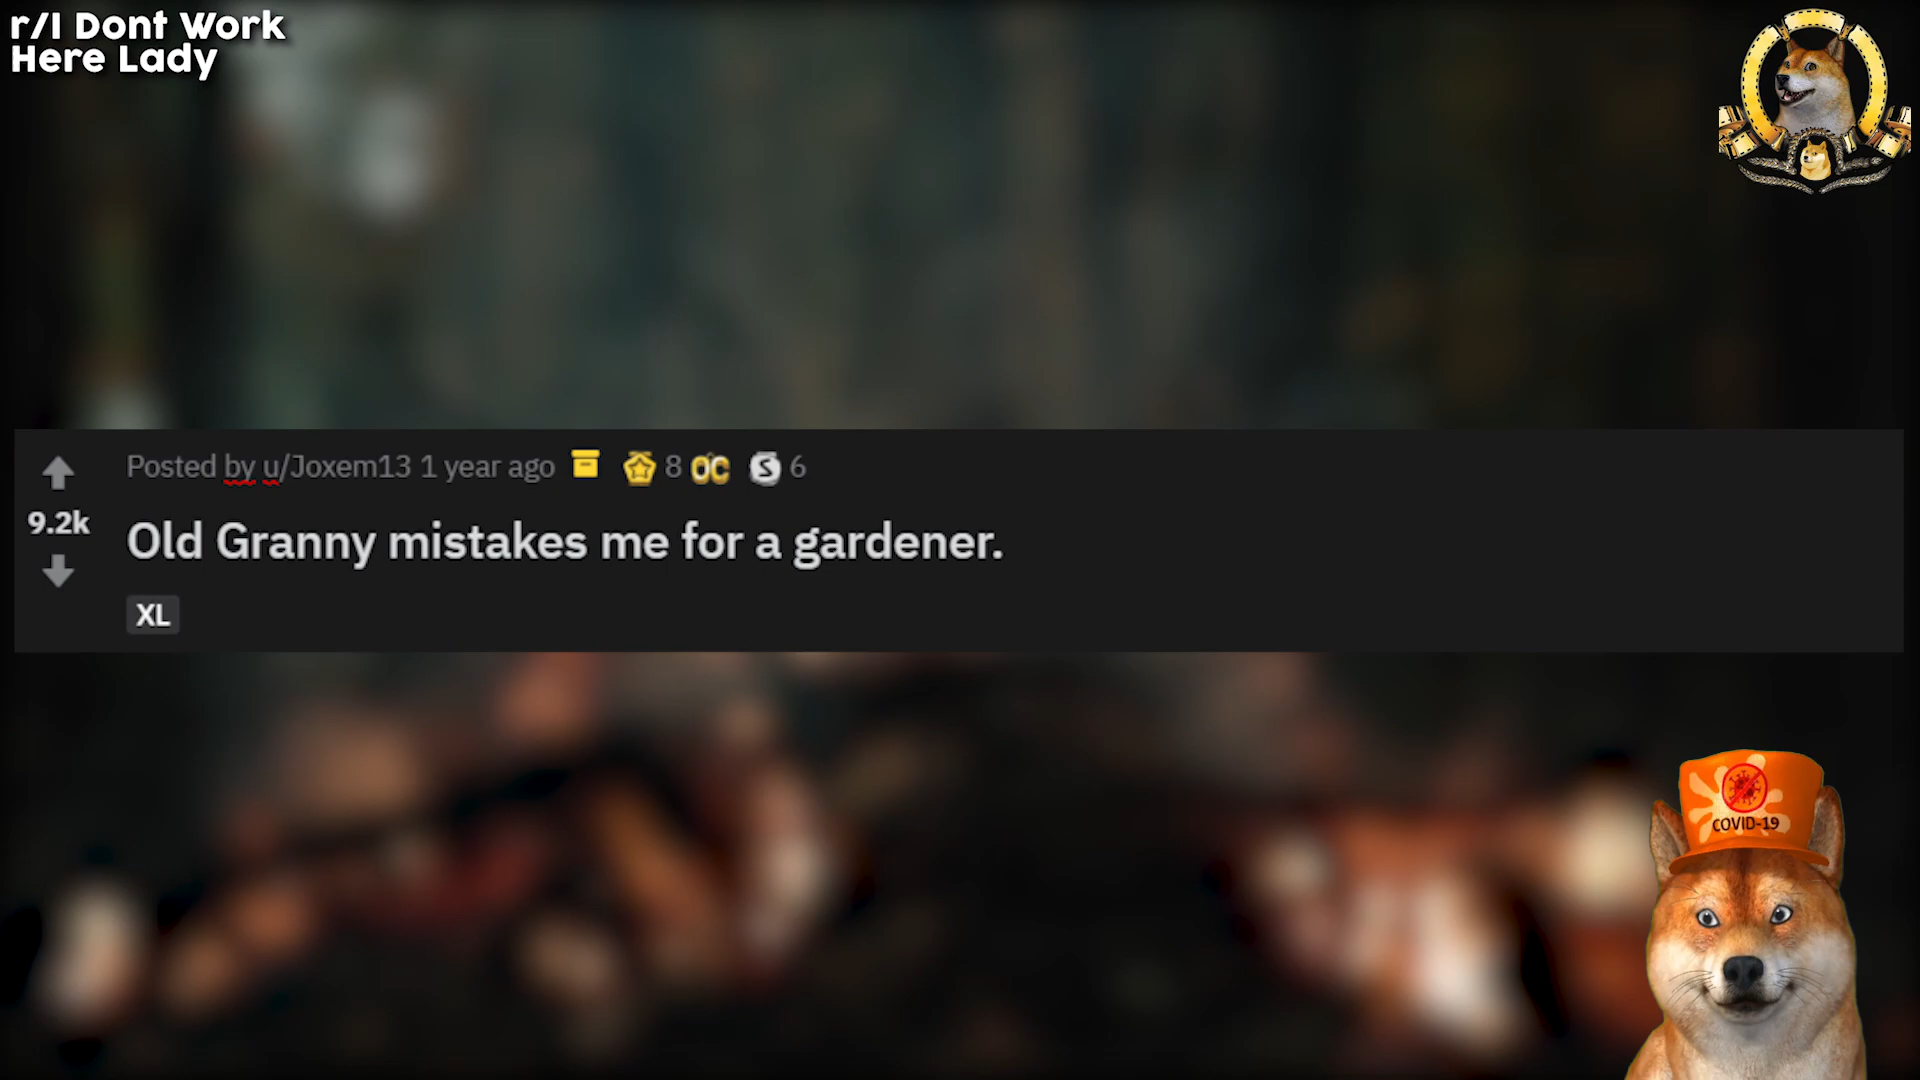 r/I Dont Work
Here Lady
Posted by u/Joxem13 1 year ago 8 OC S 6
9.2k
Old Granny mistakes me for a gardener.
XL
COVID-19